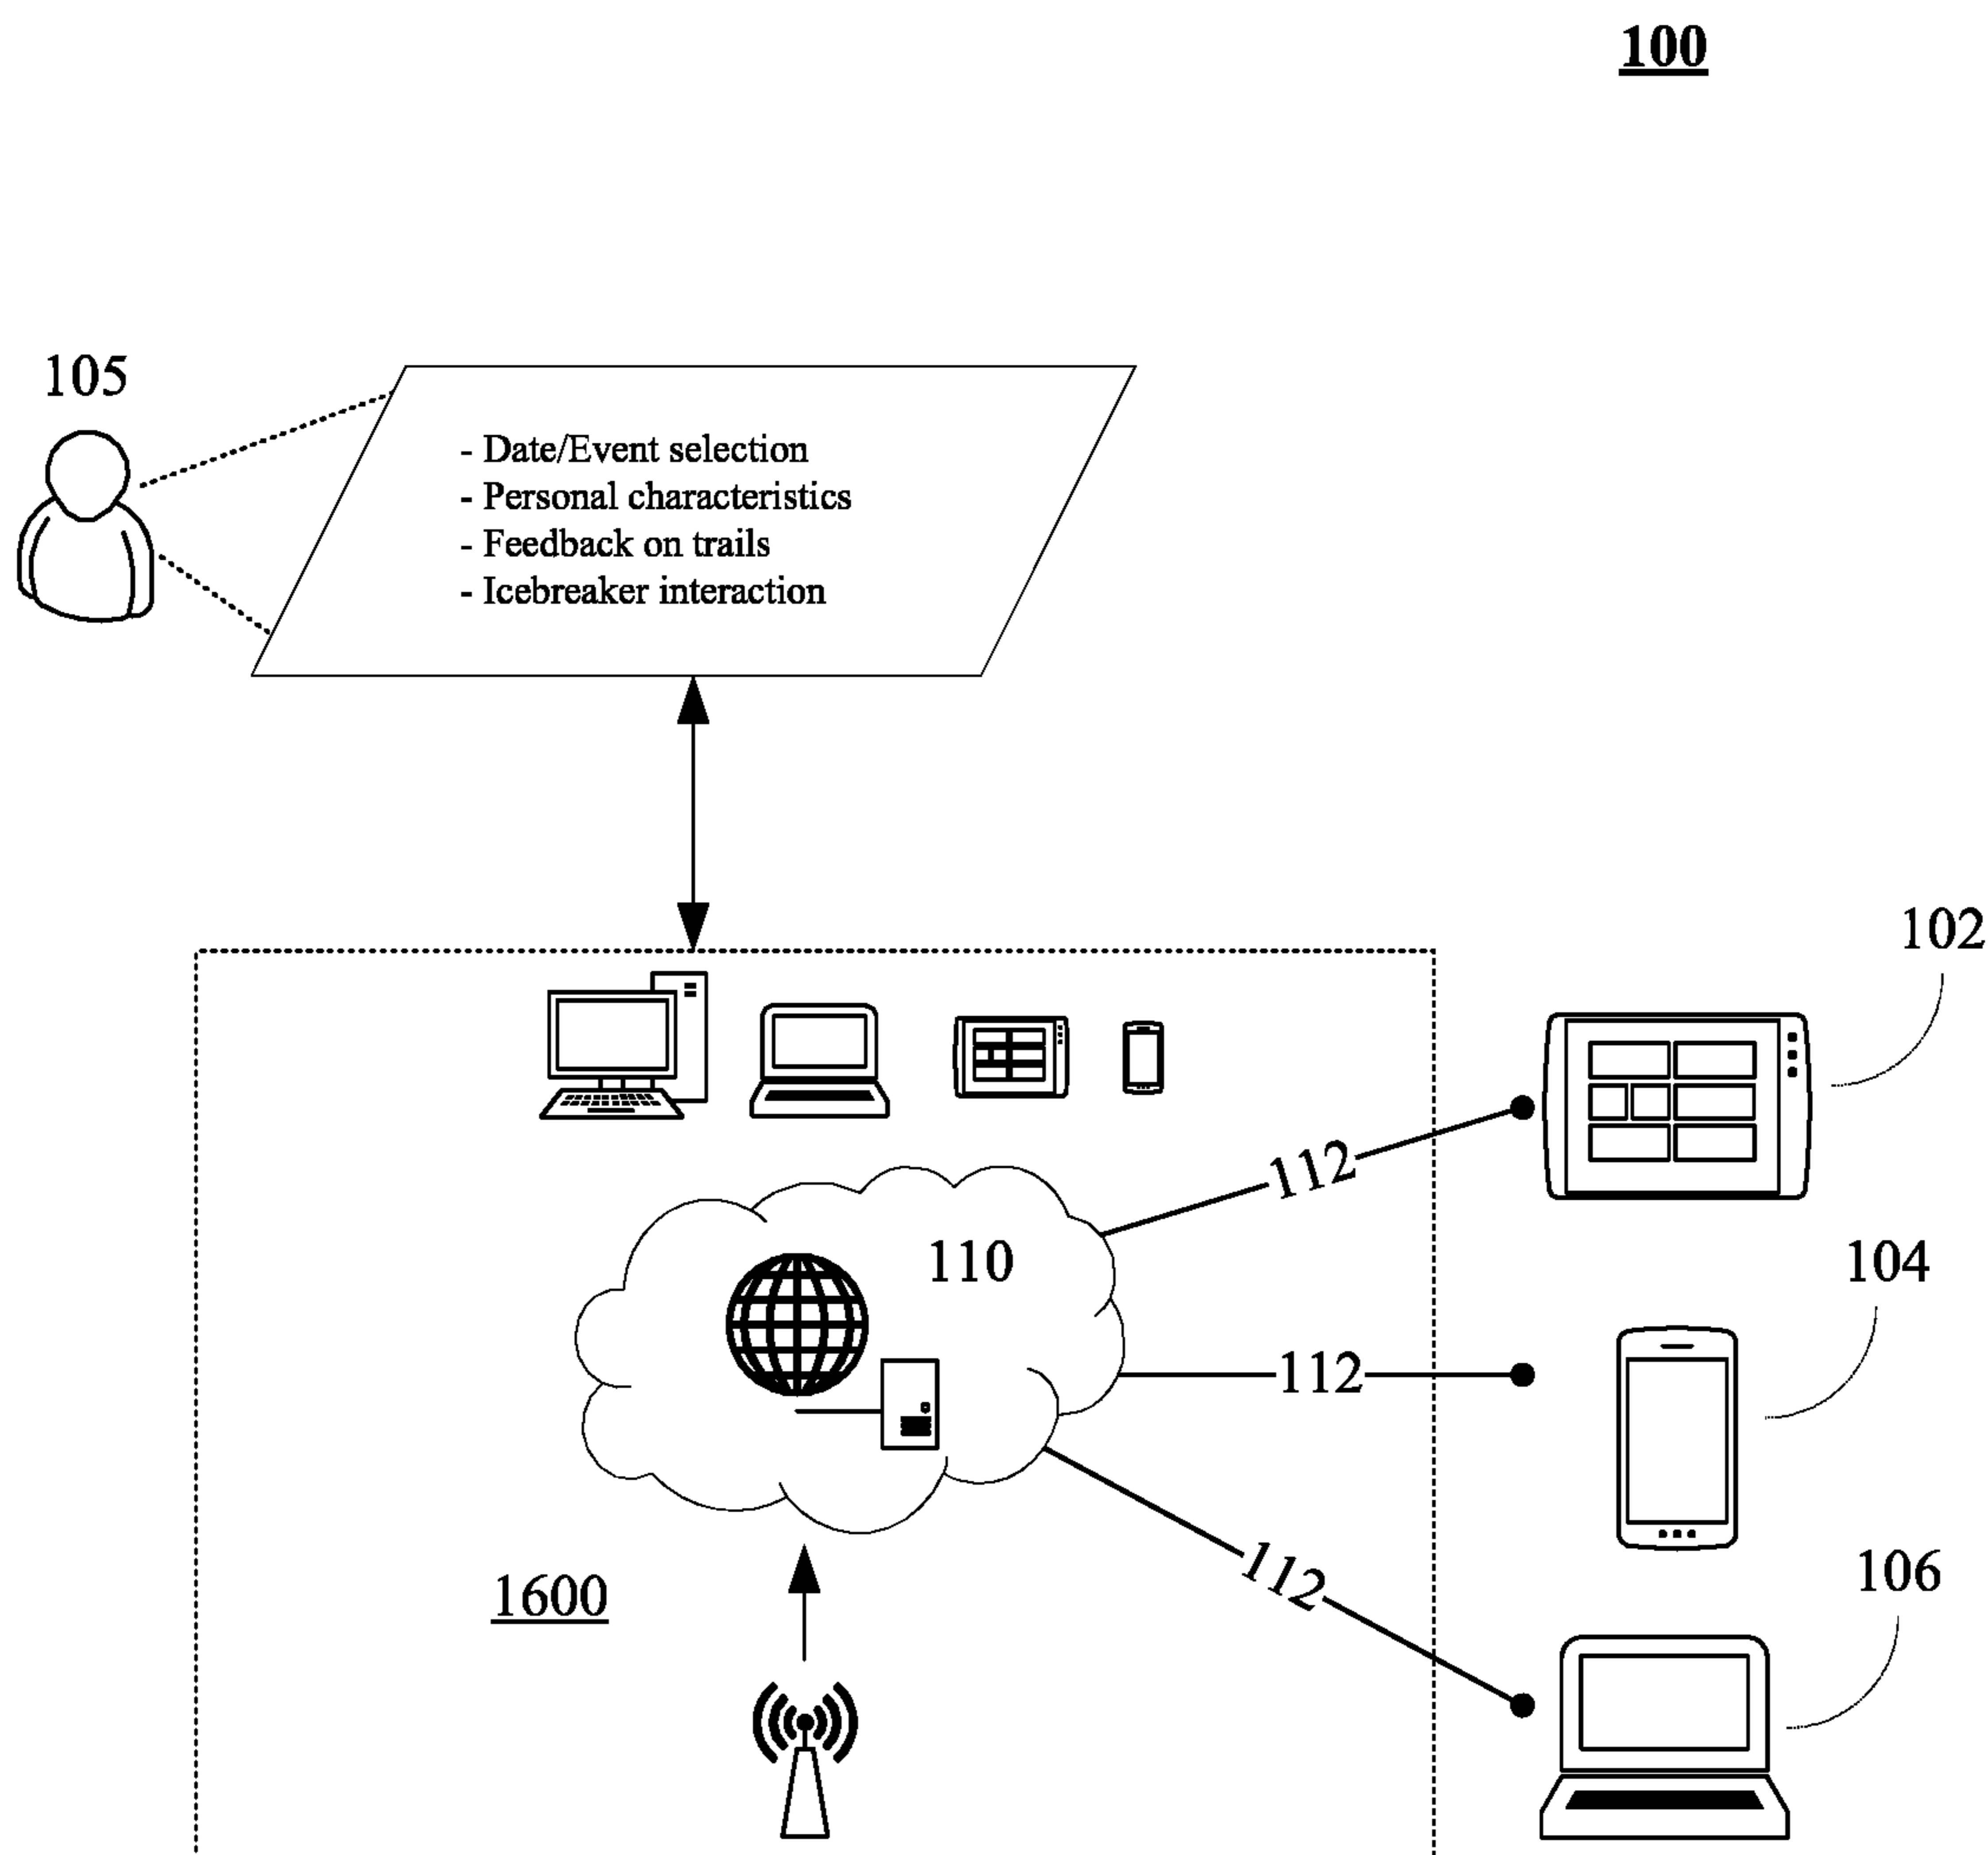 100
105
- Date/Event selection
- Personal characteristics
- Feedback on trails
- Icebreaker interaction
102
112
110
104
112
112
106
1600